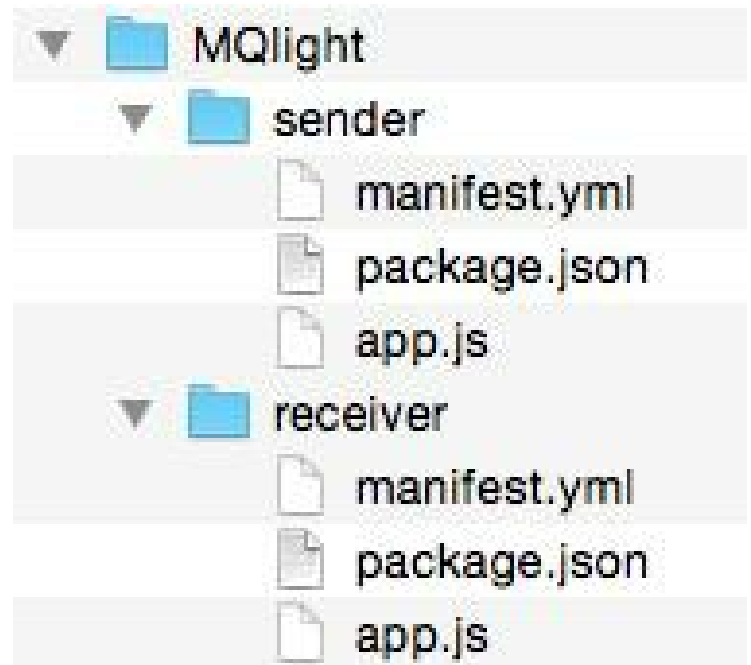 MQlight
sender
manifest.yml
package.json
app.js
receiver
manifest.yml
package.json
app.js